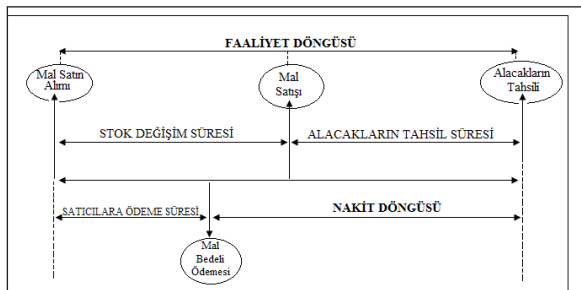 FAALİYET DÖNGÜSÜ
Mal Satın
Alımı
Mal
Satışı
Alacakların
Tahsili
STOK DEĞİŞİM SÜRESİ
ALACAKLARIN TAHSİL SÜRESİ
SATICILARA ÖDEME SÜRESİ
NAKİT DÖNGÜSÜ
Mal
Bedeli
Ödemesi